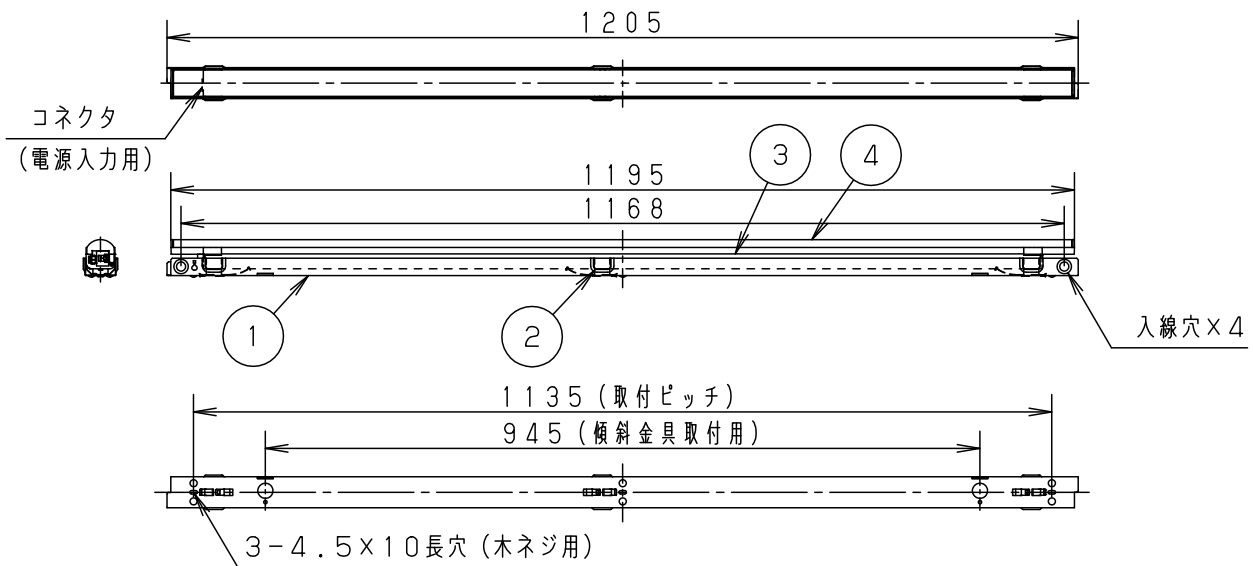 1205
コネクタ
(電源入力用)
3
4
1195
1168
1
2
入線穴×4
1135(取付ピッチ)
945(傾斜金具取付用)
3-4.5×10長穴(木ネジ用)